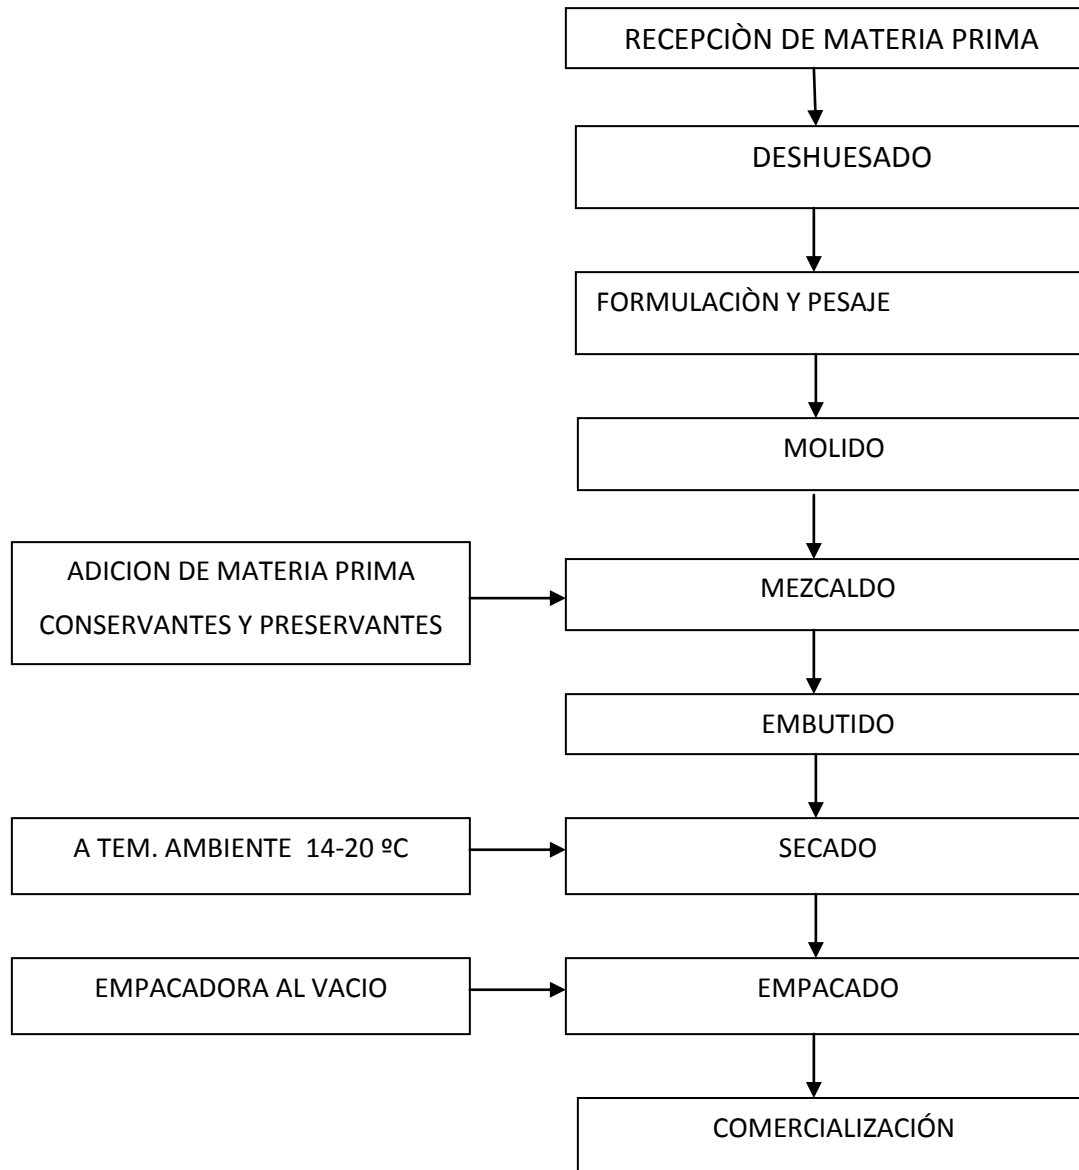 RECEPCIÒN DE MATERIA PRIMA
DESHUESADO
FORMULACIÒN Y PESAJE
MOLIDO
ADICION DE MATERIA PRIMA
CONSERVANTES Y PRESERVANTES
MEZCALDO
EMBUTIDO
A TEM. AMBIENTE 14-20 ºC
SECADO
EMPACADORA AL VACIO
EMPACADO
COMERCIALIZACIÓN